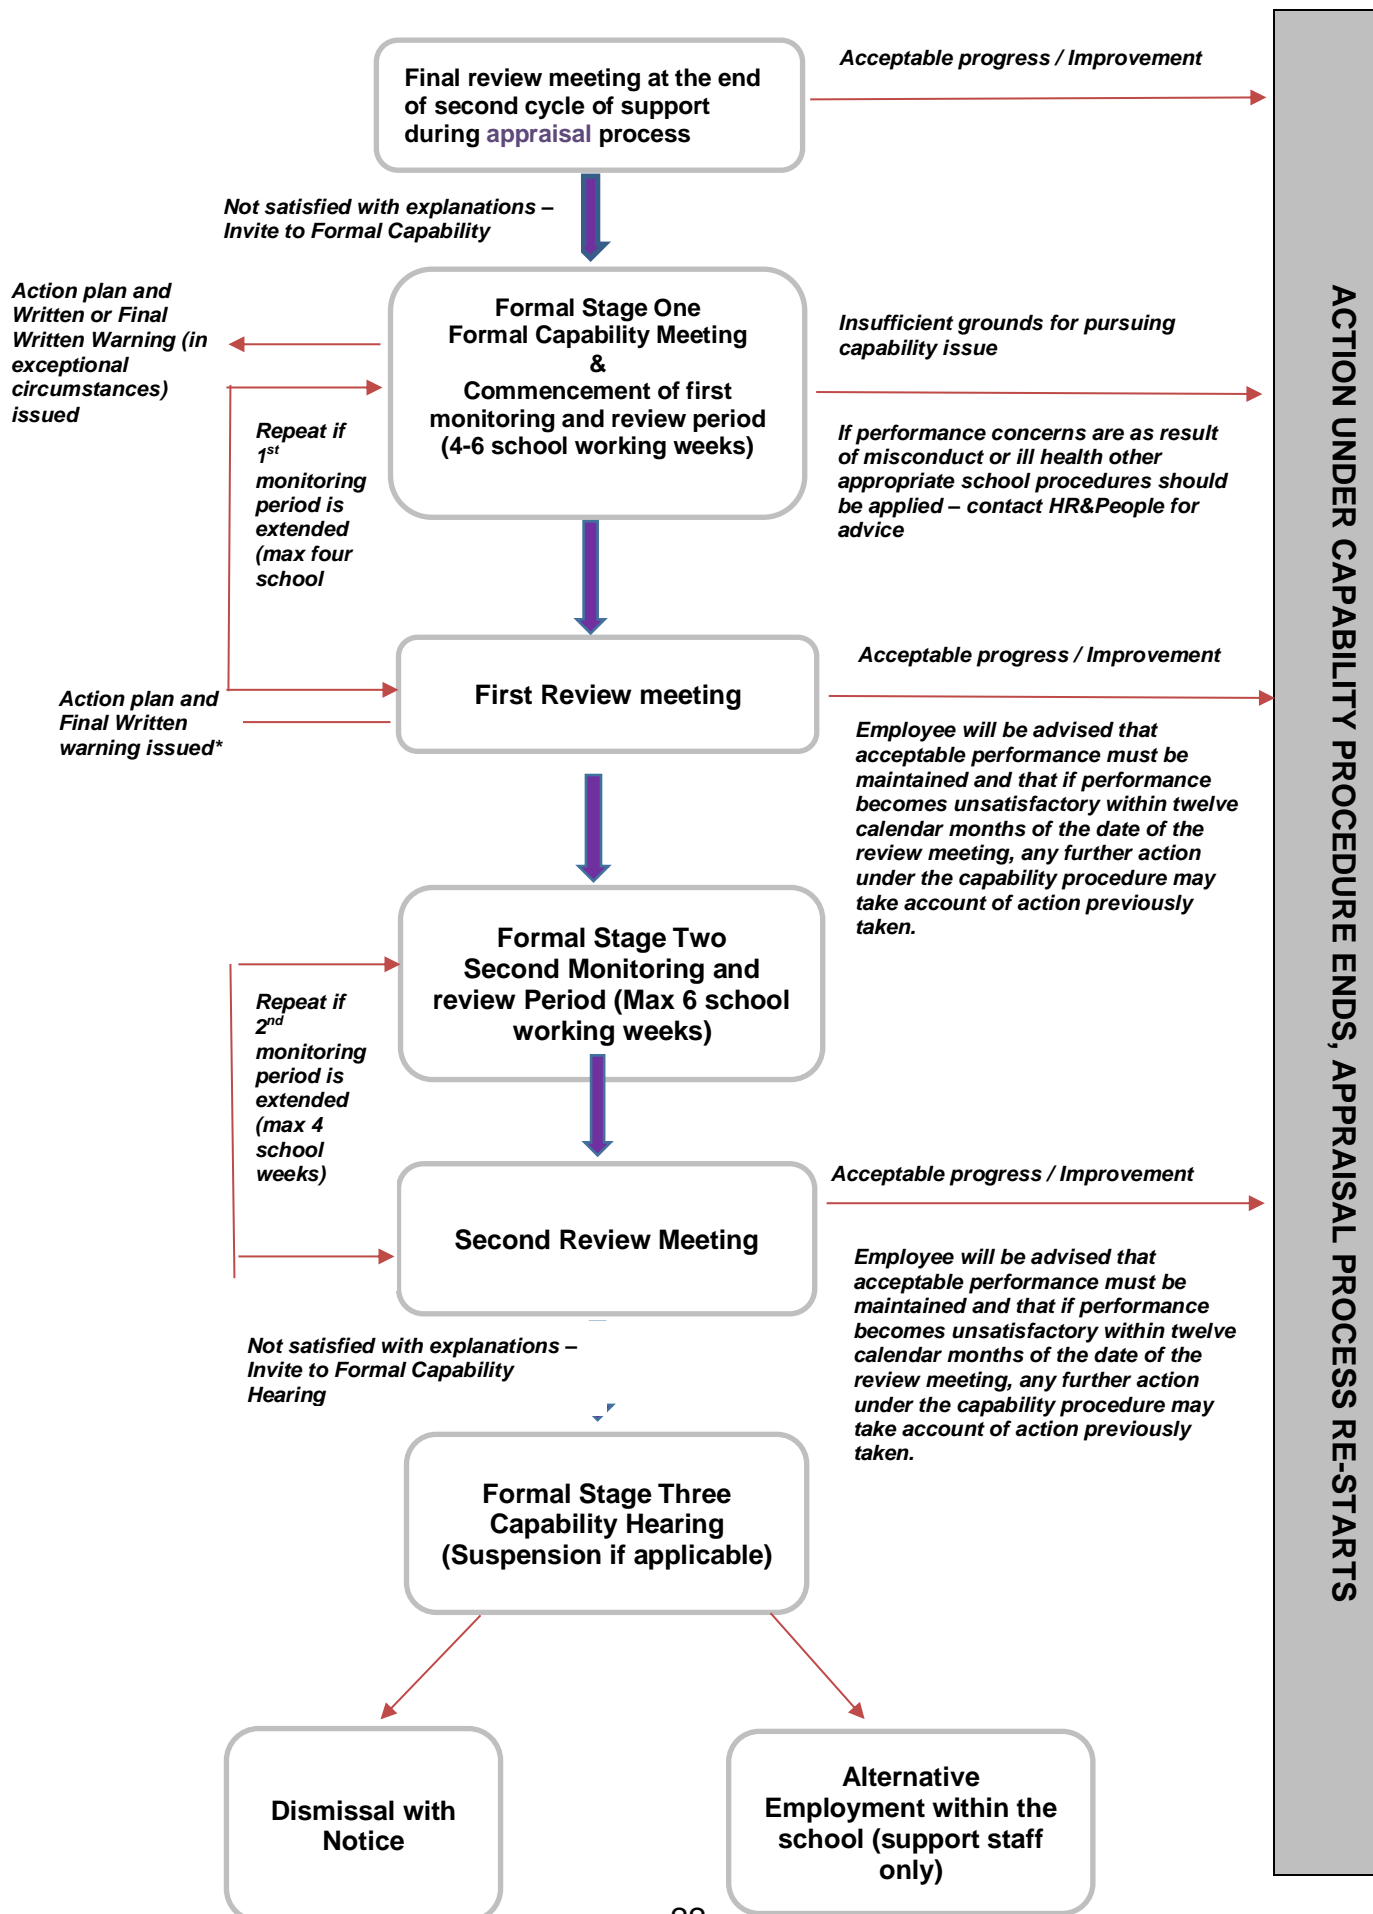 Final review meeting at the end
of second cycle of support
during appraisal process
Acceptable progress / Improvement
Not satisfied with explanations –
Invite to Formal Capability
Action plan and
Written or Final
Written Warning (in
exceptional
circumstances)
issued
Formal Stage One
Formal Capability Meeting
&
Commencement of first
monitoring and review period
(4-6 school working weeks)
Insufficient grounds for pursuing
capability issue
If performance concerns are as result
of misconduct or ill health other
appropriate school procedures should
be applied – contact HR&People for
advice
Repeat if
1st
monitoring
period is
extended
(max four
school
First Review meeting
Acceptable progress / Improvement
Action plan and
Final Written
warning issued*
Employee will be advised that
acceptable performance must be
maintained and that if performance
becomes unsatisfactory within twelve
calendar months of the date of the
review meeting, any further action
under the capability procedure may
take account of action previously
taken.
Formal Stage Two
Second Monitoring and
review Period (Max 6 school
working weeks)
Repeat if
2nd
monitoring
period is
extended
(max 4
school
weeks)
Second Review Meeting
Acceptable progress / Improvement
Employee will be advised that
acceptable performance must be
maintained and that if performance
becomes unsatisfactory within twelve
calendar months of the date of the
review meeting, any further action
under the capability procedure may
take account of action previously
taken.
Not satisfied with explanations –
Invite to Formal Capability
Hearing
Formal Stage Three
Capability Hearing
(Suspension if applicable)
Dismissal with
Notice
Alternative
Employment within the
school (support staff
only)
ACTION UNDER CAPABILITY PROCEDURE ENDS, APPRAISAL PROCESS RE-STARTS